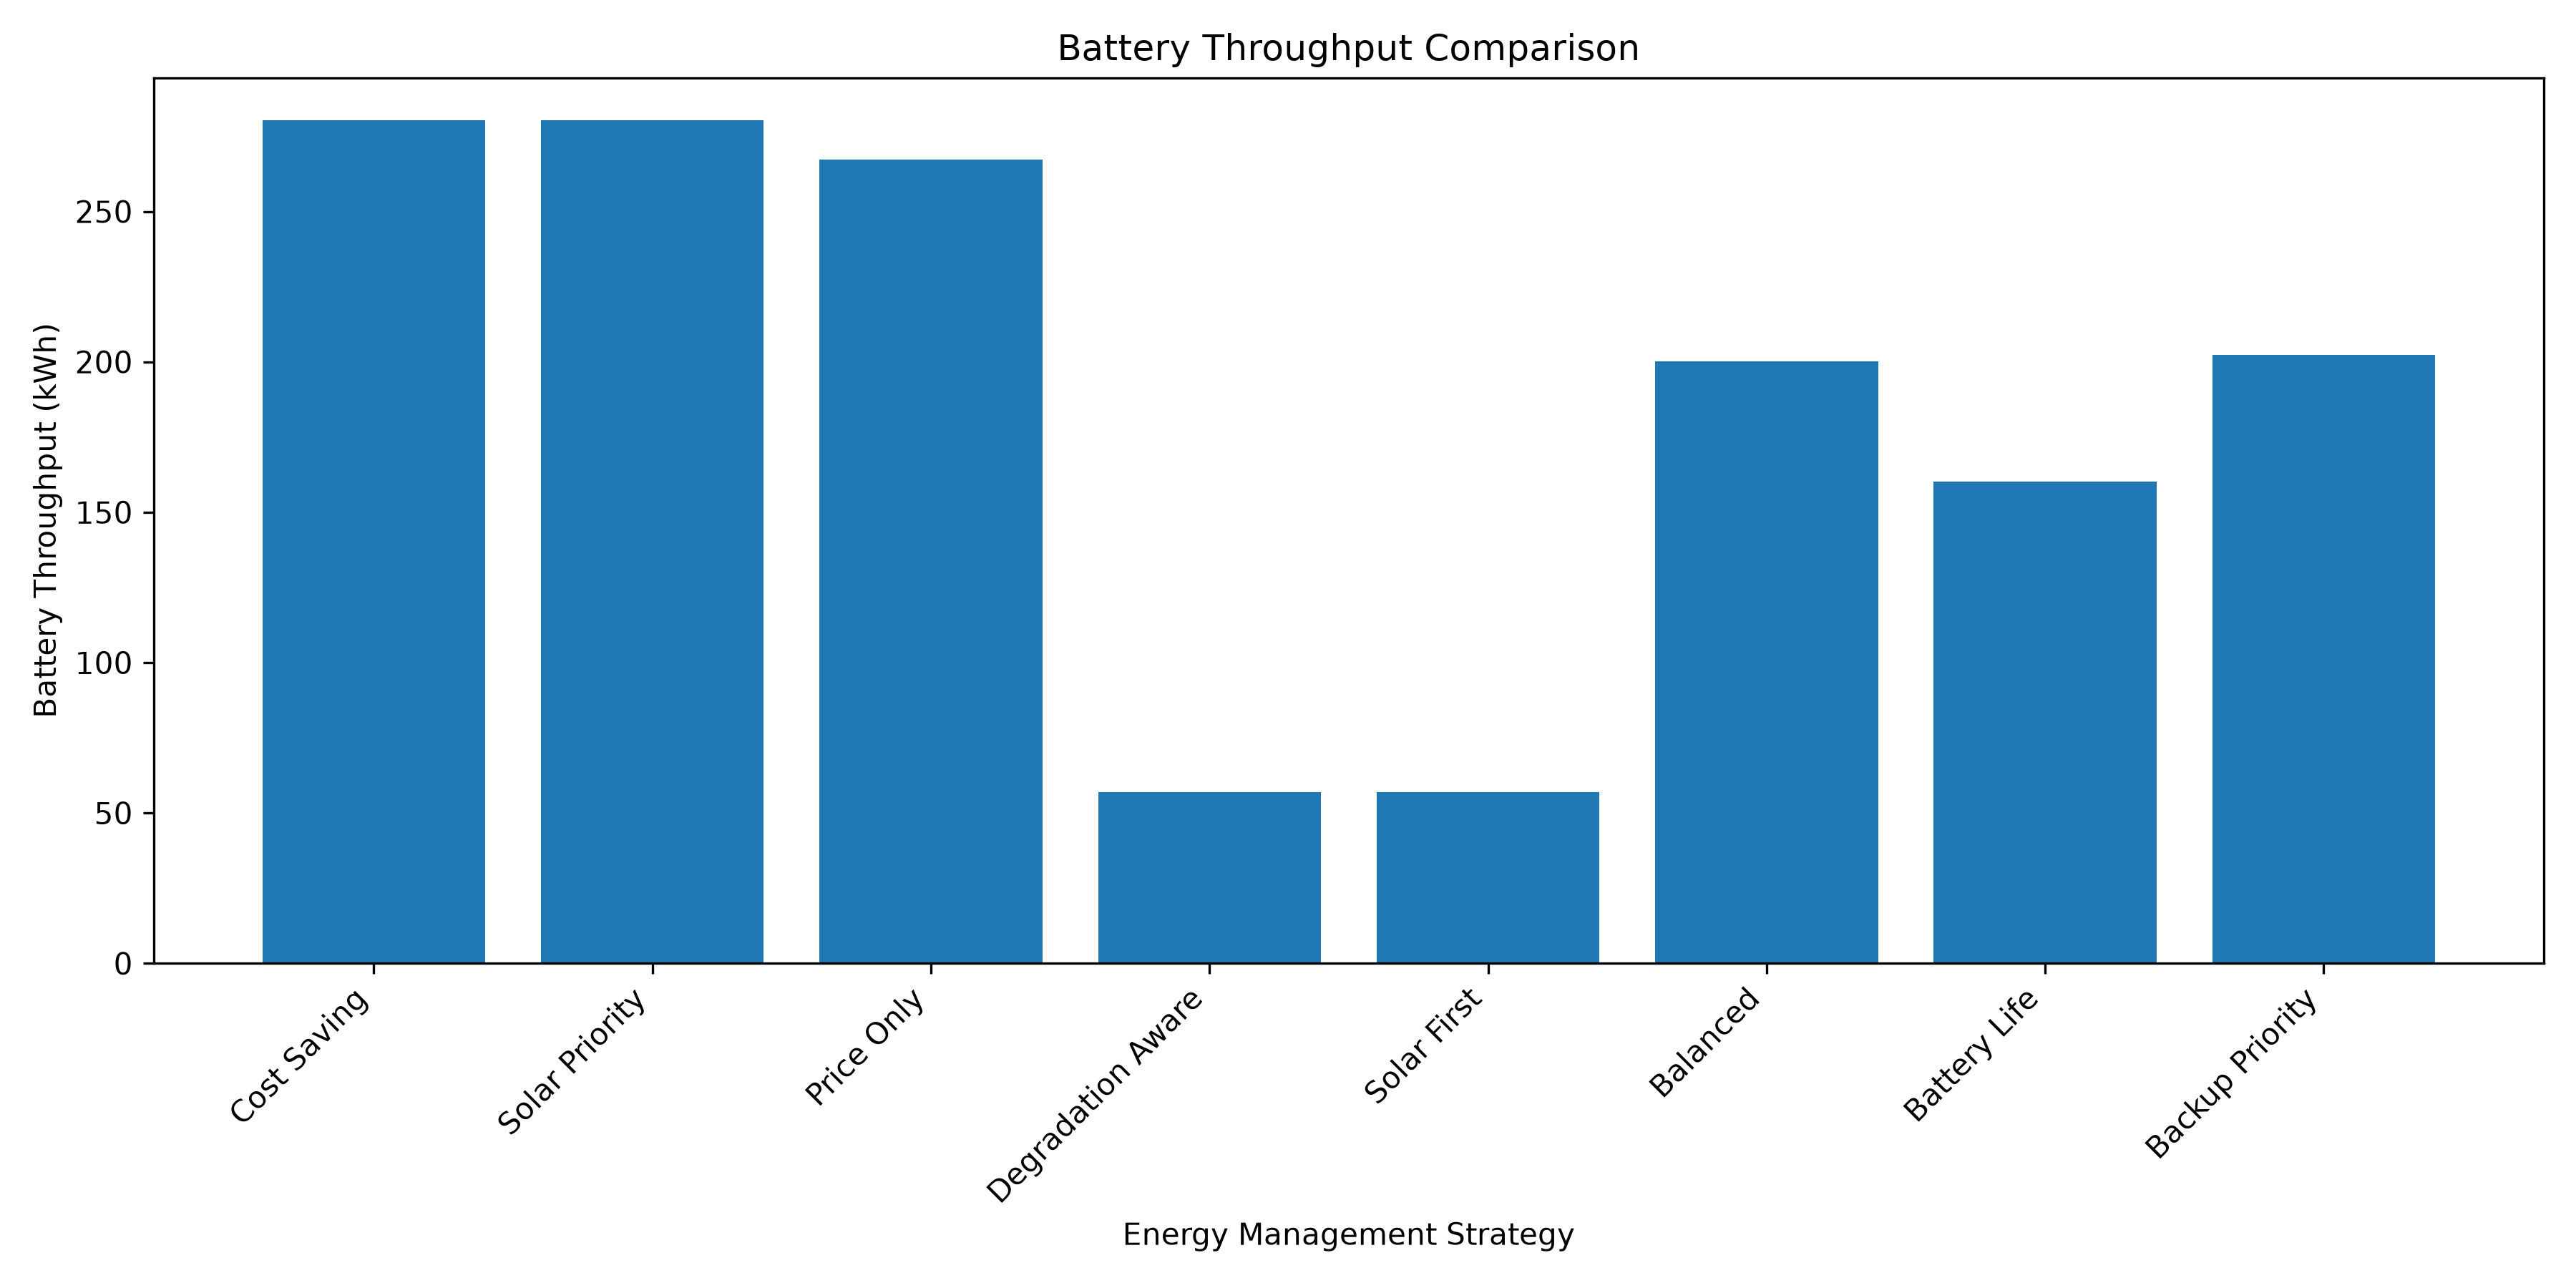 Battery Throughput Comparison
Battery Throughput (kWh)
250
200
150
100
50
0
Cost Saving
Solar Priority
Price Only
Degradation Aware
Solar First
Balanced
Battery Life
Backup Priority
Energy Management Strategy